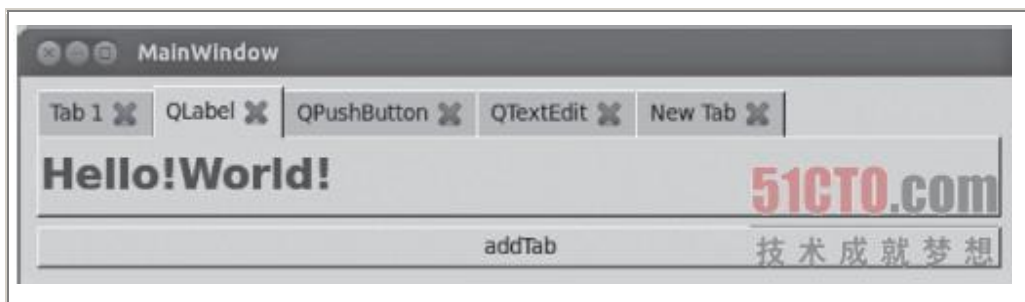 MainWindow
Tab 1 QLabel QPushButton QTextEdit New Tab
Hello!World!
51CTO.com
addTab
技术成就梦想